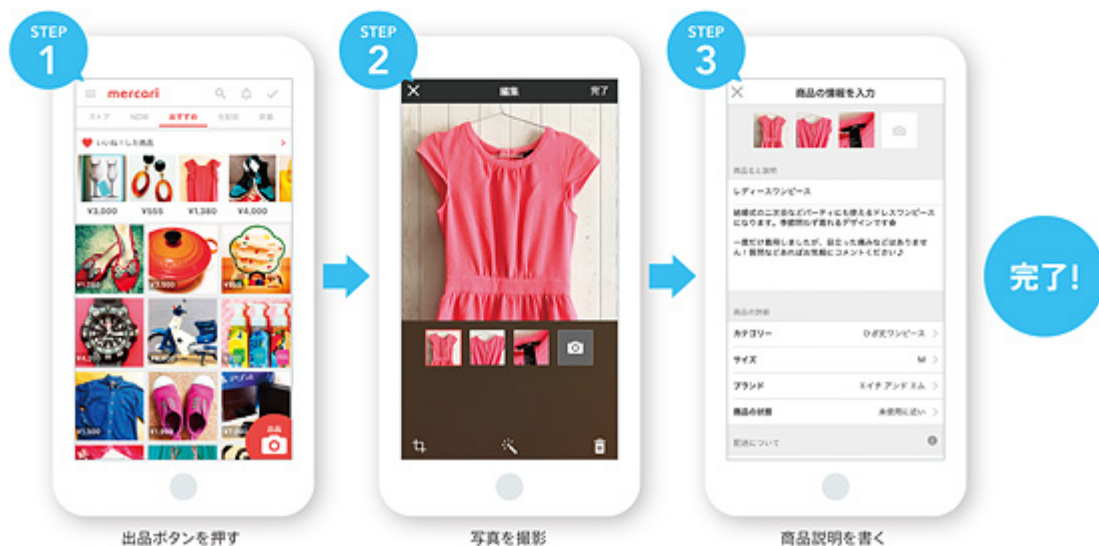 STEP
1
mercari
ストア NOW おすすめ 新着
いいね!した商品
¥3,000 ¥555 ¥1,380 ¥4,000
出品
出品ボタンを押す
STEP
2
編集 完了
写真を撮影
STEP
3
商品の情報を入力
商品名と説明
レディースワンピース
結婚式の二次会などパーティにも使えるドレスワンピース
になります。季節問わず着れるデザインです
一度だけ着用しましたが、目立った痛みなどはありませ
ん!質問などあればお気軽にコメントください♪
商品の詳細
カテゴリー ひざ丈ワンピース
サイズ M
ブランド エイチ アンド エム
商品の状態 未使用に近い
配送について
商品説明を書く
完了!